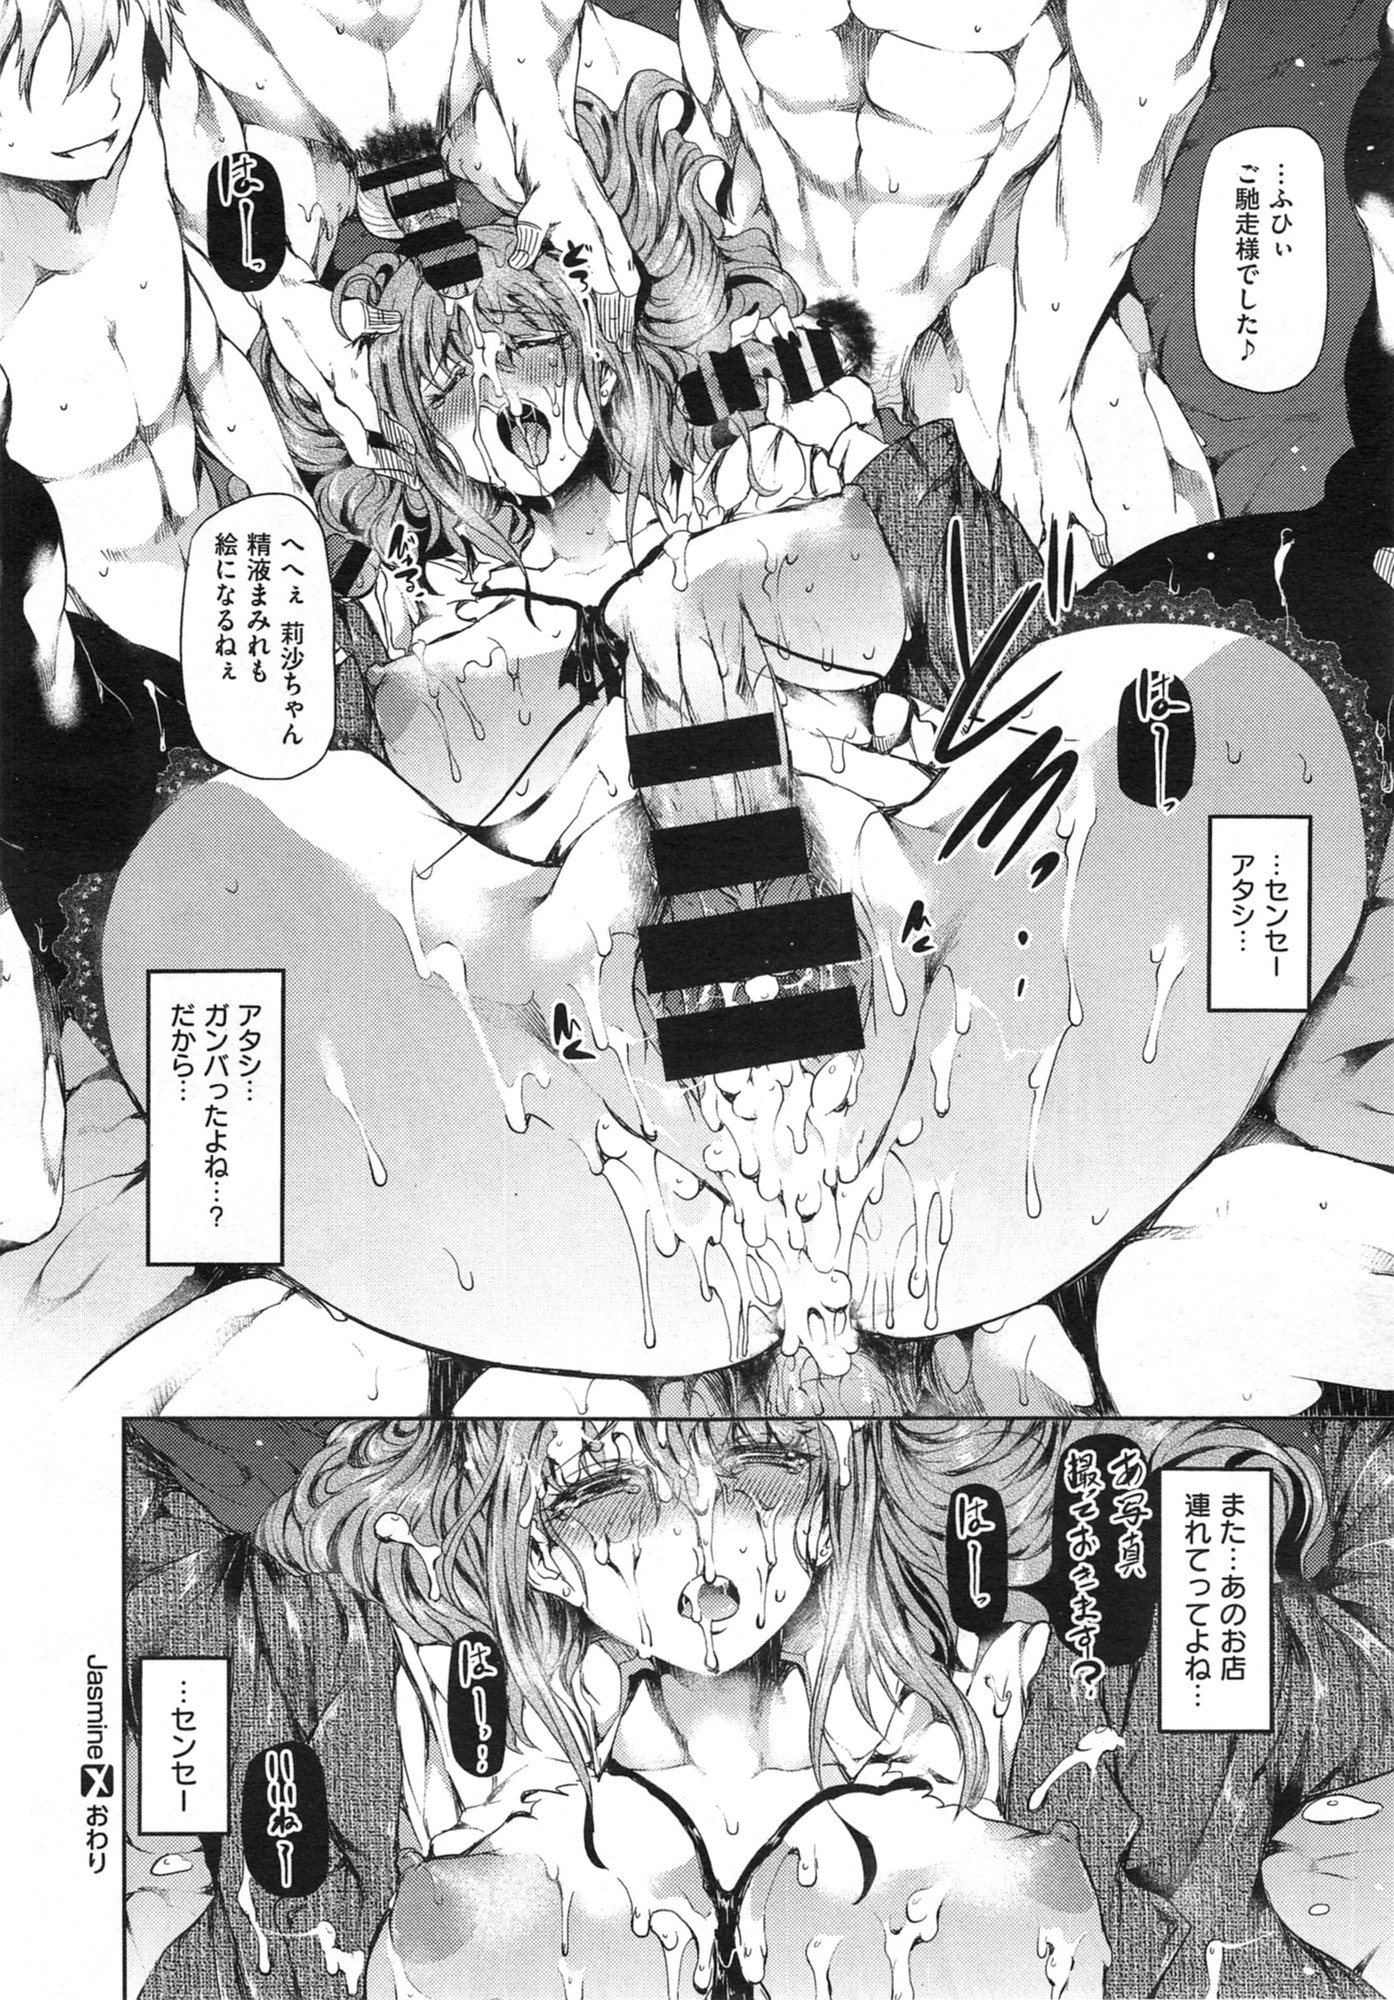 …ふひぃ
ご馳走様でした♪
はーっ
へへぇ 莉沙ちゃん
精液まみれも
絵になるねぇ
はーっ
…センセー
アタシ…
アタシ…
ガンバったよね…?
だから…
また…あのお店
連れてってよね…
あ写真
撮っておきます?
はーっ
はーっ…
…センセー
いいねー
Jasmine X おわり